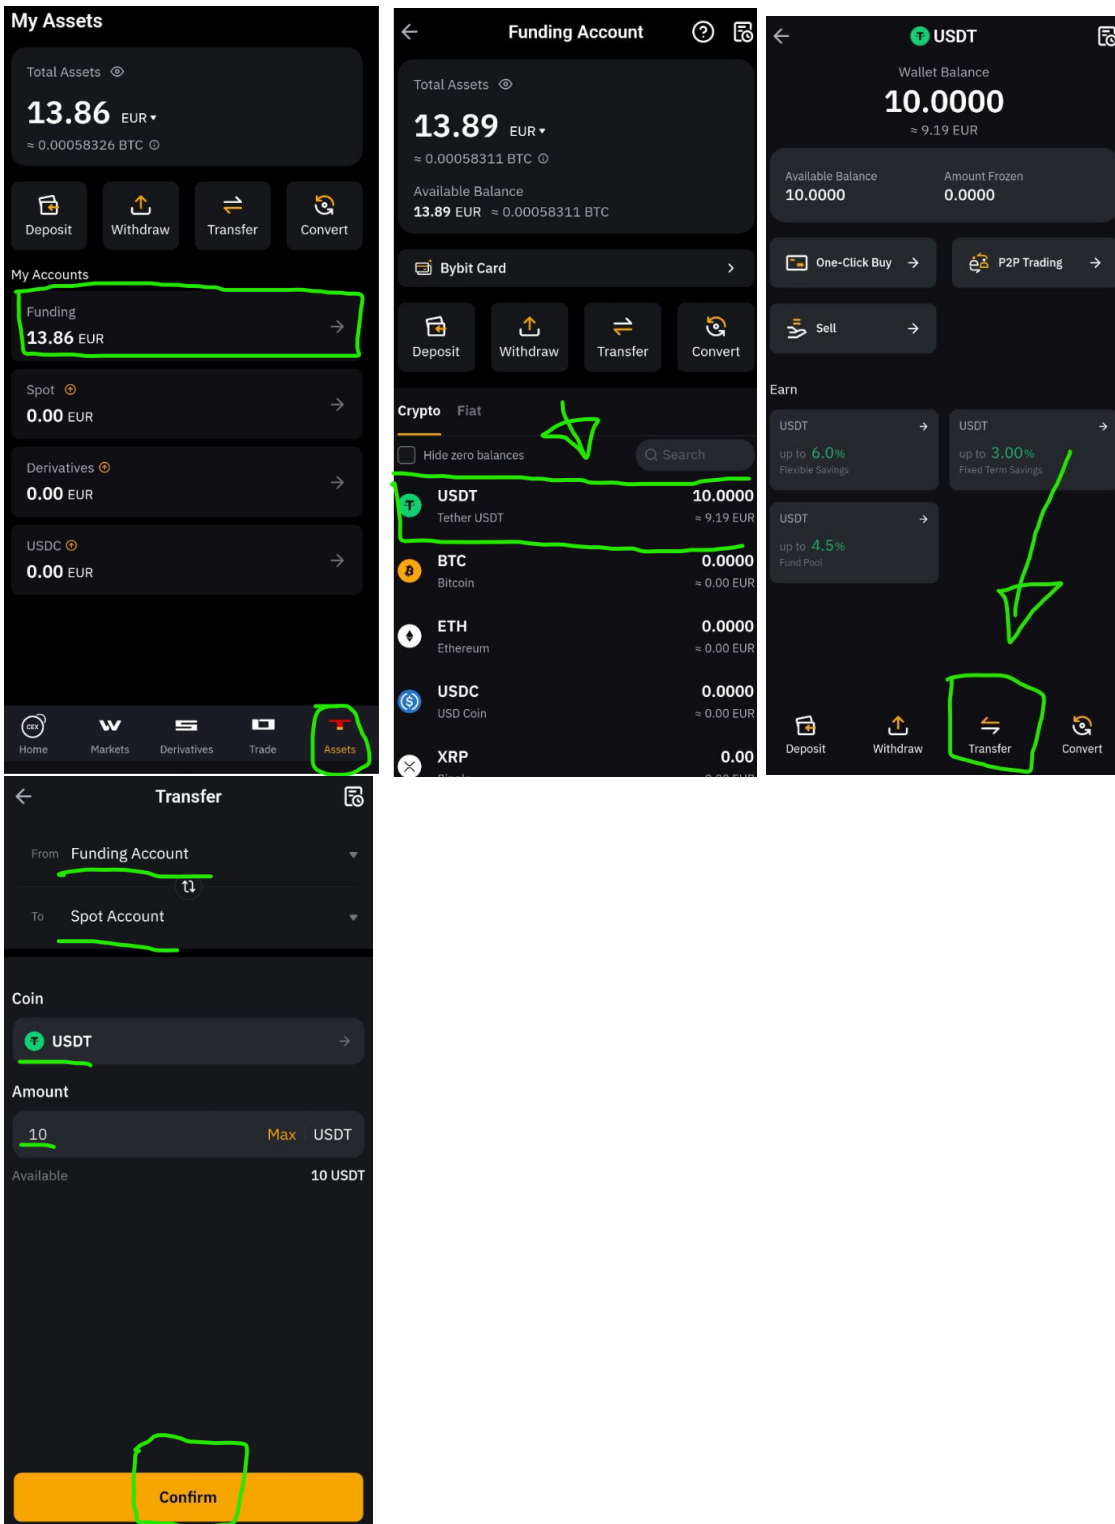 My Assets
Total Assets
13.86 EUR
≈ 0.00058326 BTC
Deposit Withdraw Transfer Convert
My Accounts
Funding
13.86 EUR
Spot
0.00 EUR
Derivatives
0.00 EUR
USDC
0.00 EUR
CEX
Home Markets Derivatives Trade Assets
Funding Account
Total Assets
13.89 EUR
≈ 0.00058311 BTC
Available Balance
13.89 EUR ≈ 0.00058311 BTC
Bybit Card
Deposit Withdraw Transfer Convert
Crypto Fiat
Hide zero balances Search
USDT 10.0000
Tether USDT ≈ 9.19 EUR
BTC 0.0000
Bitcoin ≈ 0.00 EUR
ETH 0.0000
Ethereum ≈ 0.00 EUR
USDC 0.0000
USD Coin ≈ 0.00 EUR
XRP 0.00
USDT
Wallet Balance
10.0000
≈ 9.19 EUR
Available Balance Amount Frozen
10.0000 0.0000
One-Click Buy P2P Trading
Sell
Earn
USDT USDT
up to 6.0% up to 3.00%
Flexible Savings Fixed Term Savings
USDT
up to 4.5%
Fund Pool
Deposit Withdraw Transfer Convert
Transfer
From Funding Account
To Spot Account
Coin
USDT
Amount
10 Max USDT
Available 10 USDT
Confirm